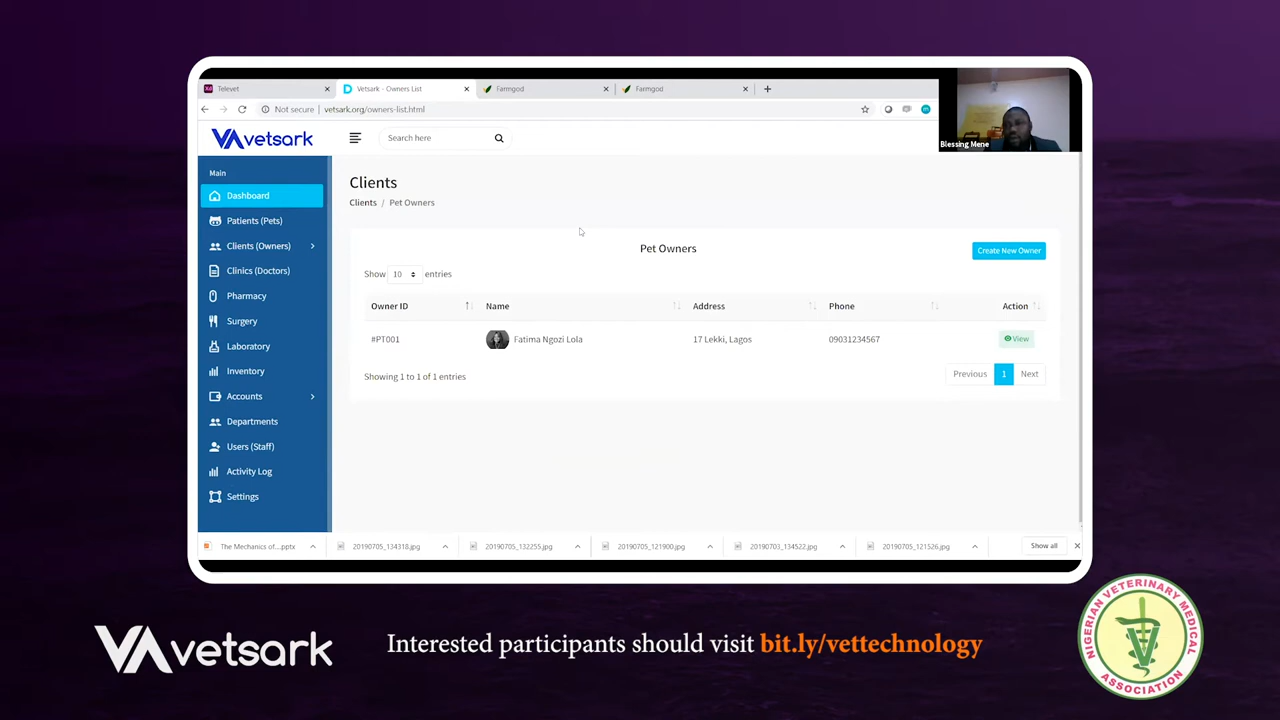 Televet
Vetsark - Owners List
Farmgod
Farmgod
Not secure
vetsark.org/owners-list.html
vetsark
Search here
Blessing Mene
Main
Dashboard
Patients (Pets)
Clients (Owners)
Clinics (Doctors)
Pharmacy
Surgery
Laboratory
Inventory
Accounts
Departments
Users (Staff)
Activity Log
Settings
Clients
Clients / Pet Owners
Pet Owners
Create New Owner
Show 10 entries
Owner ID Name Address Phone Action
#PT001 Fatima Ngozi Lola 17 Lekki, Lagos 09031234567 View
Showing 1 to 1 of 1 entries
Previous 1 Next
The Mechanics of....pptx
20190705_134318.jpg
20190705_132255.jpg
20190705_121900.jpg
20190703_134522.jpg
20190705_121526.jpg
Show all
vetsark
Interested participants should visit bit.ly/vettechnology
NIGERIAN VETERINARY MEDICAL
ASSOCIATION